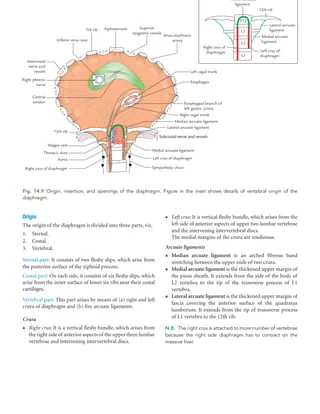 ligament
12th rib
L1
L2
L3
Lateral arcuate
ligament
Medial arcuate
ligament
Right crus of
diaphragm
Left crus of
diaphragm
7th rib
Xiphisternum
Superior
epigastric vessels
Musculophrenic
artery
Inferior vena cava
Intercostal
nerve and
vessels
Right phrenic
nerve
Central
tendon
12th rib
Azygos vein
Thoracic duct
Aorta
Right crus of diaphragm
Left vagal trunk
Esophagus
Esophageal branch of
left gastric artery
Right vagal trunk
Median arcuate ligament
Lateral arcuate ligament
Subcostal nerve and vessels
Medial arcuate ligament
Left crus of diaphragm
Sympathetic chain
Fig. 14.9 Origin, insertion, and openings of the diaphragm. Figure in the inset shows details of vertebral origin of the
diaphragm.
Origin
The origin of the diaphragm is divided into three parts, viz.
1. Sternal.
2. Costal.
3. Vertebral.
Sternal part: It consists of two fleshy slips, which arise from
the posterior surface of the xiphoid process.
Costal part: On each side, it consists of six fleshy slips, which
arise from the inner surface of lower six ribs near their costal
cartilages.
Vertebral part: This part arises by means of (a) right and left
crura of diaphragm and (b) five arcuate ligaments.
Crura
• Right crus: It is a vertical fleshy bundle, which arises from
the right side of anterior aspects of the upper three lumbar
vertebrae and intervening intervertebral discs.
• Left crus: It is vertical fleshy bundle, which arises from the
left side of anterior aspects of upper two lumbar vertebrae
and the intervening intervertebral discs.
The medial margins of the crura are tendinous.
Arcuate ligaments
• Median arcuate ligament is an arched fibrous band
stretching between the upper ends of two crura.
• Medial arcuate ligament is the thickened upper margin of
the psoas sheath. It extends from the side of the body of
L2 vertebra to the tip of the transverse process of L1
vertebra.
• Lateral arcuate ligament is the thickened upper margin of
fascia covering the anterior surface of the quadratus
lumborum. It extends from the tip of transverse process
of L1 vertebra to the 12th rib.
N.B. The right crus is attached to more number of vertebrae
because the right side diaphragm has to contract on the
massive liver.